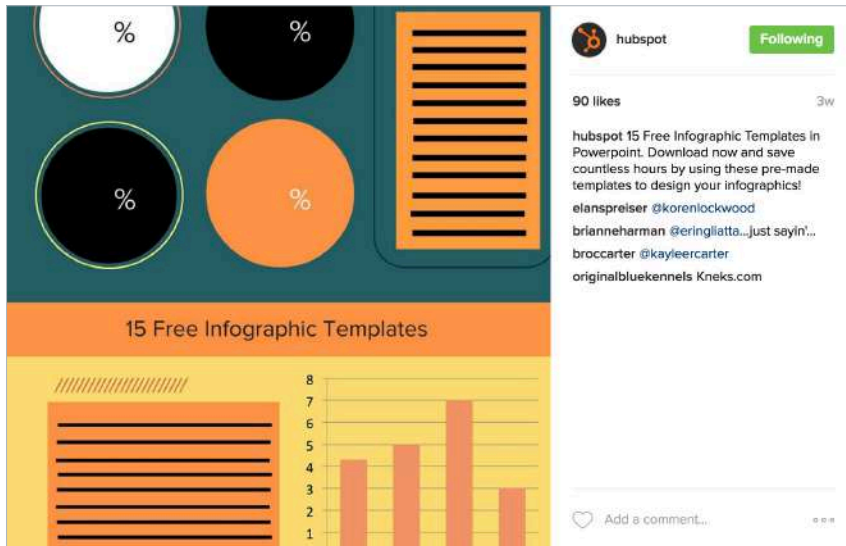 %
%
%
%
15 Free Infographic Templates
8
7
6
5
4
3
2
1
hubspot
Following
90 likes
3w
hubspot 15 Free Infographic Templates in
Powerpoint. Download now and save
countless hours by using these pre-made
templates to design your infographics!
elanspreiser @korenlockwood
brianneharman @eringliatta...just sayin'...
broccarter @kayleercarter
originalbluekennels Kneks.com
Add a comment...